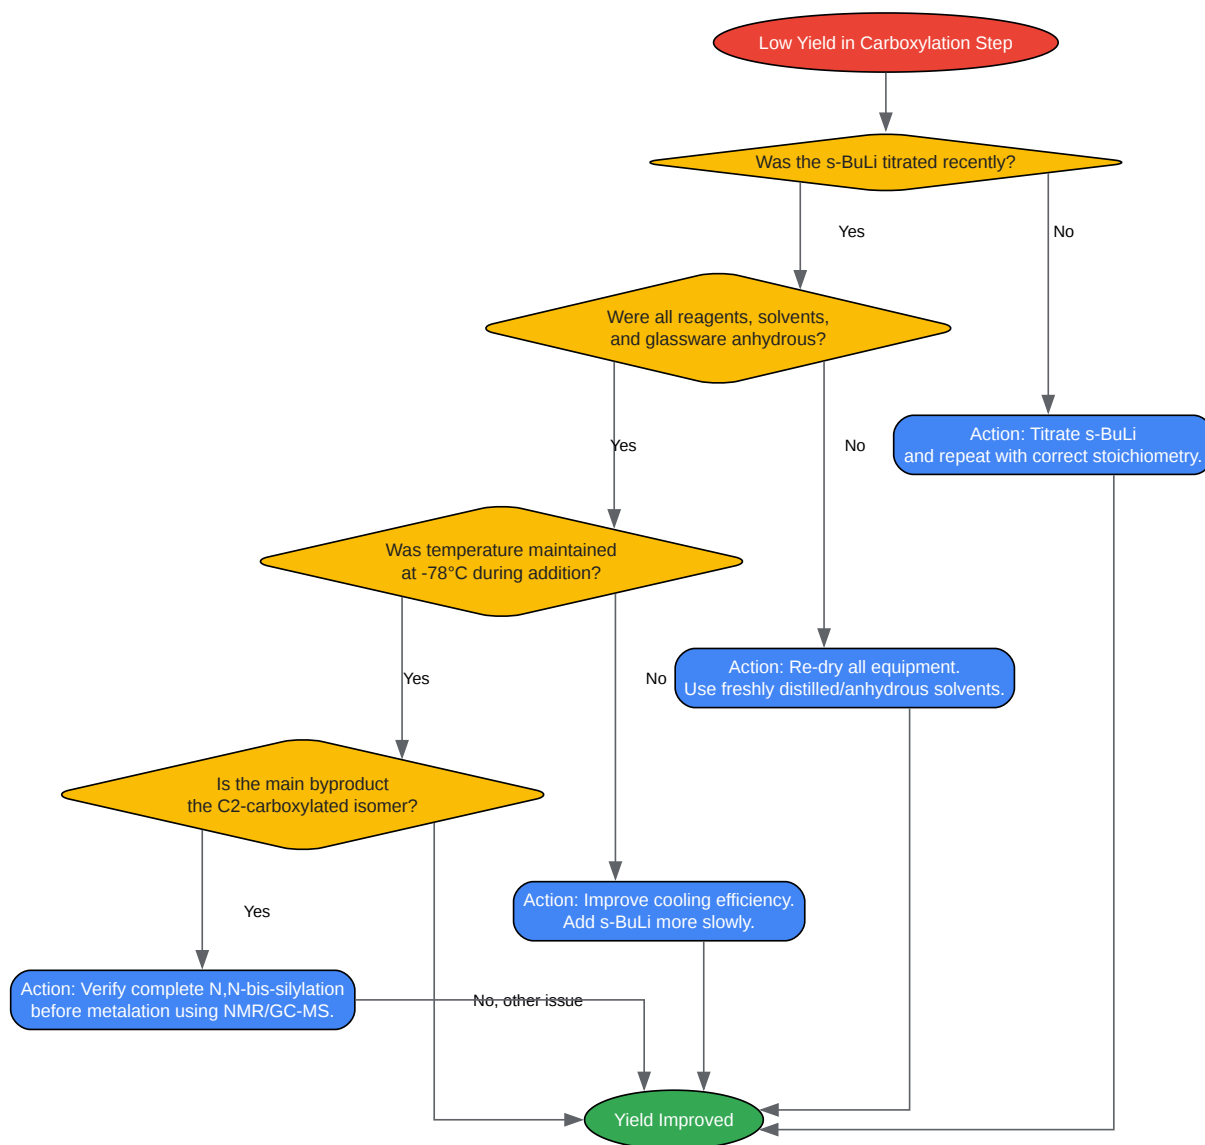 Low Yield in Carboxylation Step
Was the s-BuLi titrated recently?
Yes
No
Were all reagents, solvents,
and glassware anhydrous?
Action: Titrate s-BuLi
and repeat with correct stoichiometry.
Yes
No
Was temperature maintained
at -78°C during addition?
Action: Re-dry all equipment.
Use freshly distilled/anhydrous solvents.
Yes
No
Is the main byproduct
the C2-carboxylated isomer?
Action: Improve cooling efficiency.
Add s-BuLi more slowly.
Yes
Action: Verify complete N,N-bis-silylation
before metalation using NMR/GC-MS.
No, other issue
Yield Improved